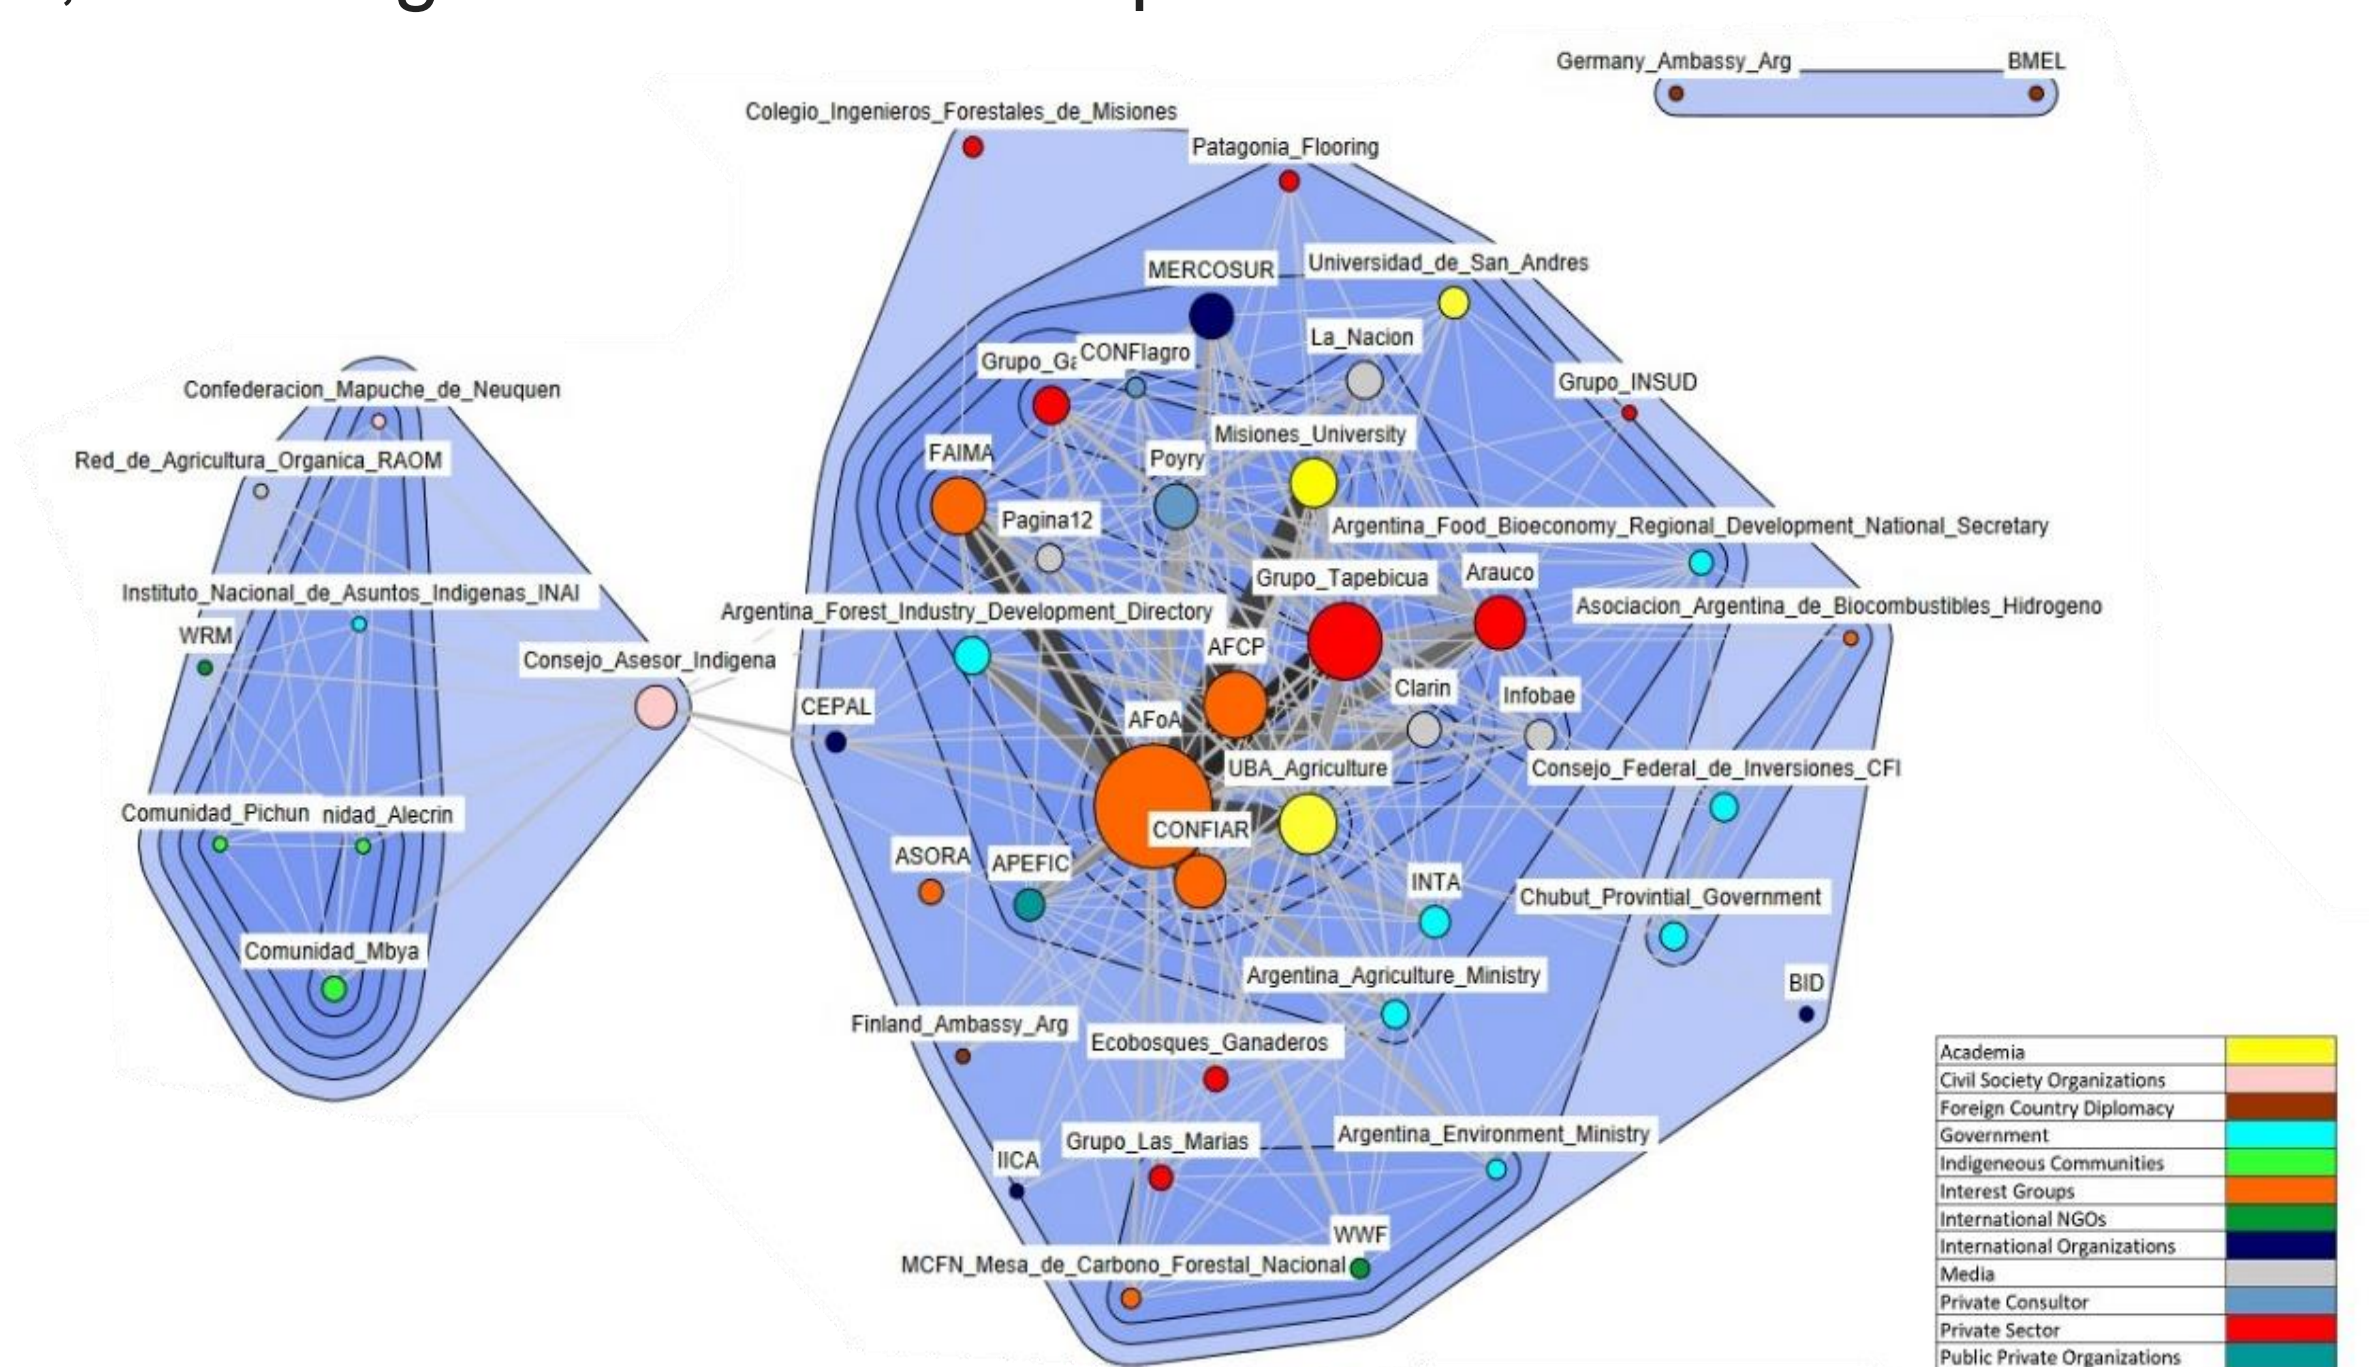 Germany_Ambassy_Arg
BMEL
Colegio_Ingenieros_Forestales_de_Misiones
Patagonia_Flooring
MERCOSUR
Universidad_de_San_Andres
La_Nacion
CONFIagro
Grupo_Ga
Grupo_INSUD
Confederacion_Mapuche_de_Neuquen
Misiones_University
FAIMA
Poyry
Red_de_Agricultura_Organica_RAOM
Pagina12
Argentina_Food_Bioeconomy_Regional_Development_National_Secretary
Grupo_Tapebicua
Arauco
Instituto_Nacional_de_Asuntos_Indigenas_INAI
Argentina_Forest_Industry_Development_Directory
Asociacion_Argentina_de_Biocombustibles_Hidrogeno
WRM
AFCP
Consejo_Asesor_Indigena
Clarin
Infobae
CEPAL
AFoA
UBA_Agriculture
Consejo_Federal_de_Inversiones_CFI
Comunidad_Pichun
nidad_Alecrin
CONFIAR
ASORA
APEFIC
INTA
Chubut_Provintial_Government
Comunidad_Mbya
Argentina_Agriculture_Ministry
BID
Finland_Ambassy_Arg
Ecobosques_Ganaderos
Grupo_Las_Marias
Argentina_Environment_Ministry
IICA
WWF
MCFN_Mesa_de_Carbono_Forestal_Nacional
Academia
Civil Society Organizations
Foreign Country Diplomacy
Government
Indigeneous Communities
Interest Groups
International NGOs
International Organizations
Media
Private Consultor
Private Sector
Public Private Organizations